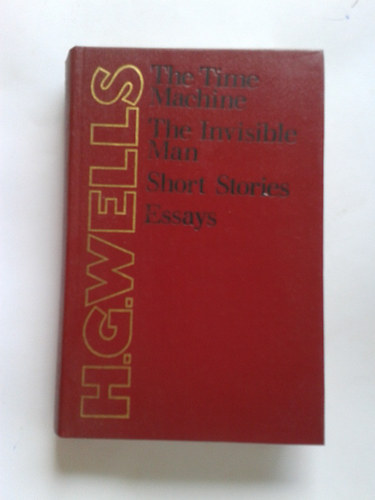 H.G.WELLS
The Time
Machine
The Invisible
Man
Short Stories
Essays